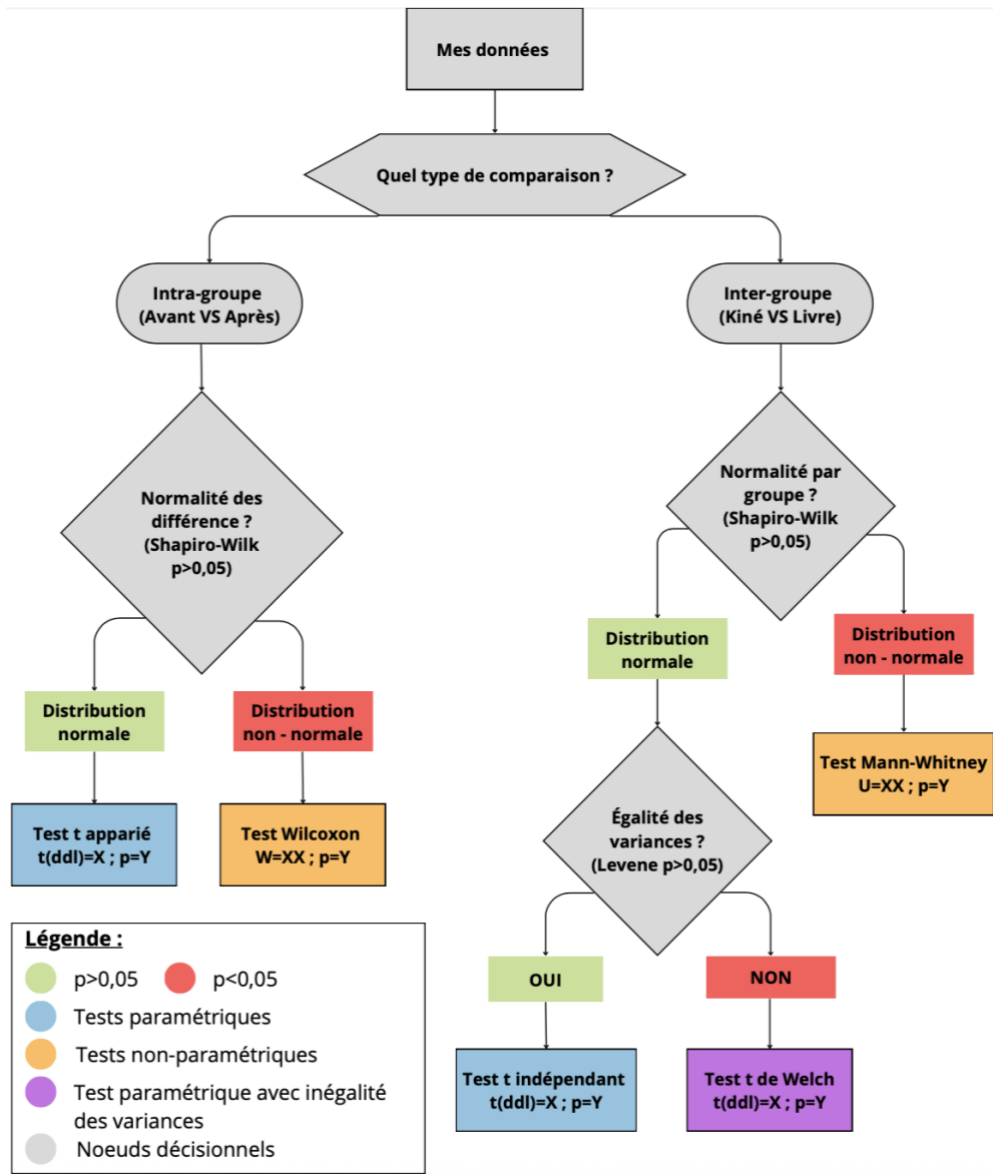 Mes données
Quel type de comparaison ?
Intra-groupe
(Avant VS Après)
Inter-groupe
(Kiné VS Livre)
Normalité des
différence ?
(Shapiro-Wilk
p>0,05)
Normalité par
groupe ?
(Shapiro-Wilk
p>0,05)
Distribution
normale
Distribution
non - normale
Distribution
normale
Distribution
non - normale
Test t apparié
t(ddl)=X ; p=Y
Test Wilcoxon
W=XX ; p=Y
Test Mann-Whitney
U=XX ; p=Y
Égalité des
variances ?
(Levene p>0,05)
OUI
NON
Test t indépendant
t(ddl)=X ; p=Y
Test t de Welch
t(ddl)=X ; p=Y
Légende :
p>0,05
p<0,05
Tests paramétriques
Tests non-paramétriques
Test paramétrique avec inégalité
des variances
Noeuds décisionnels